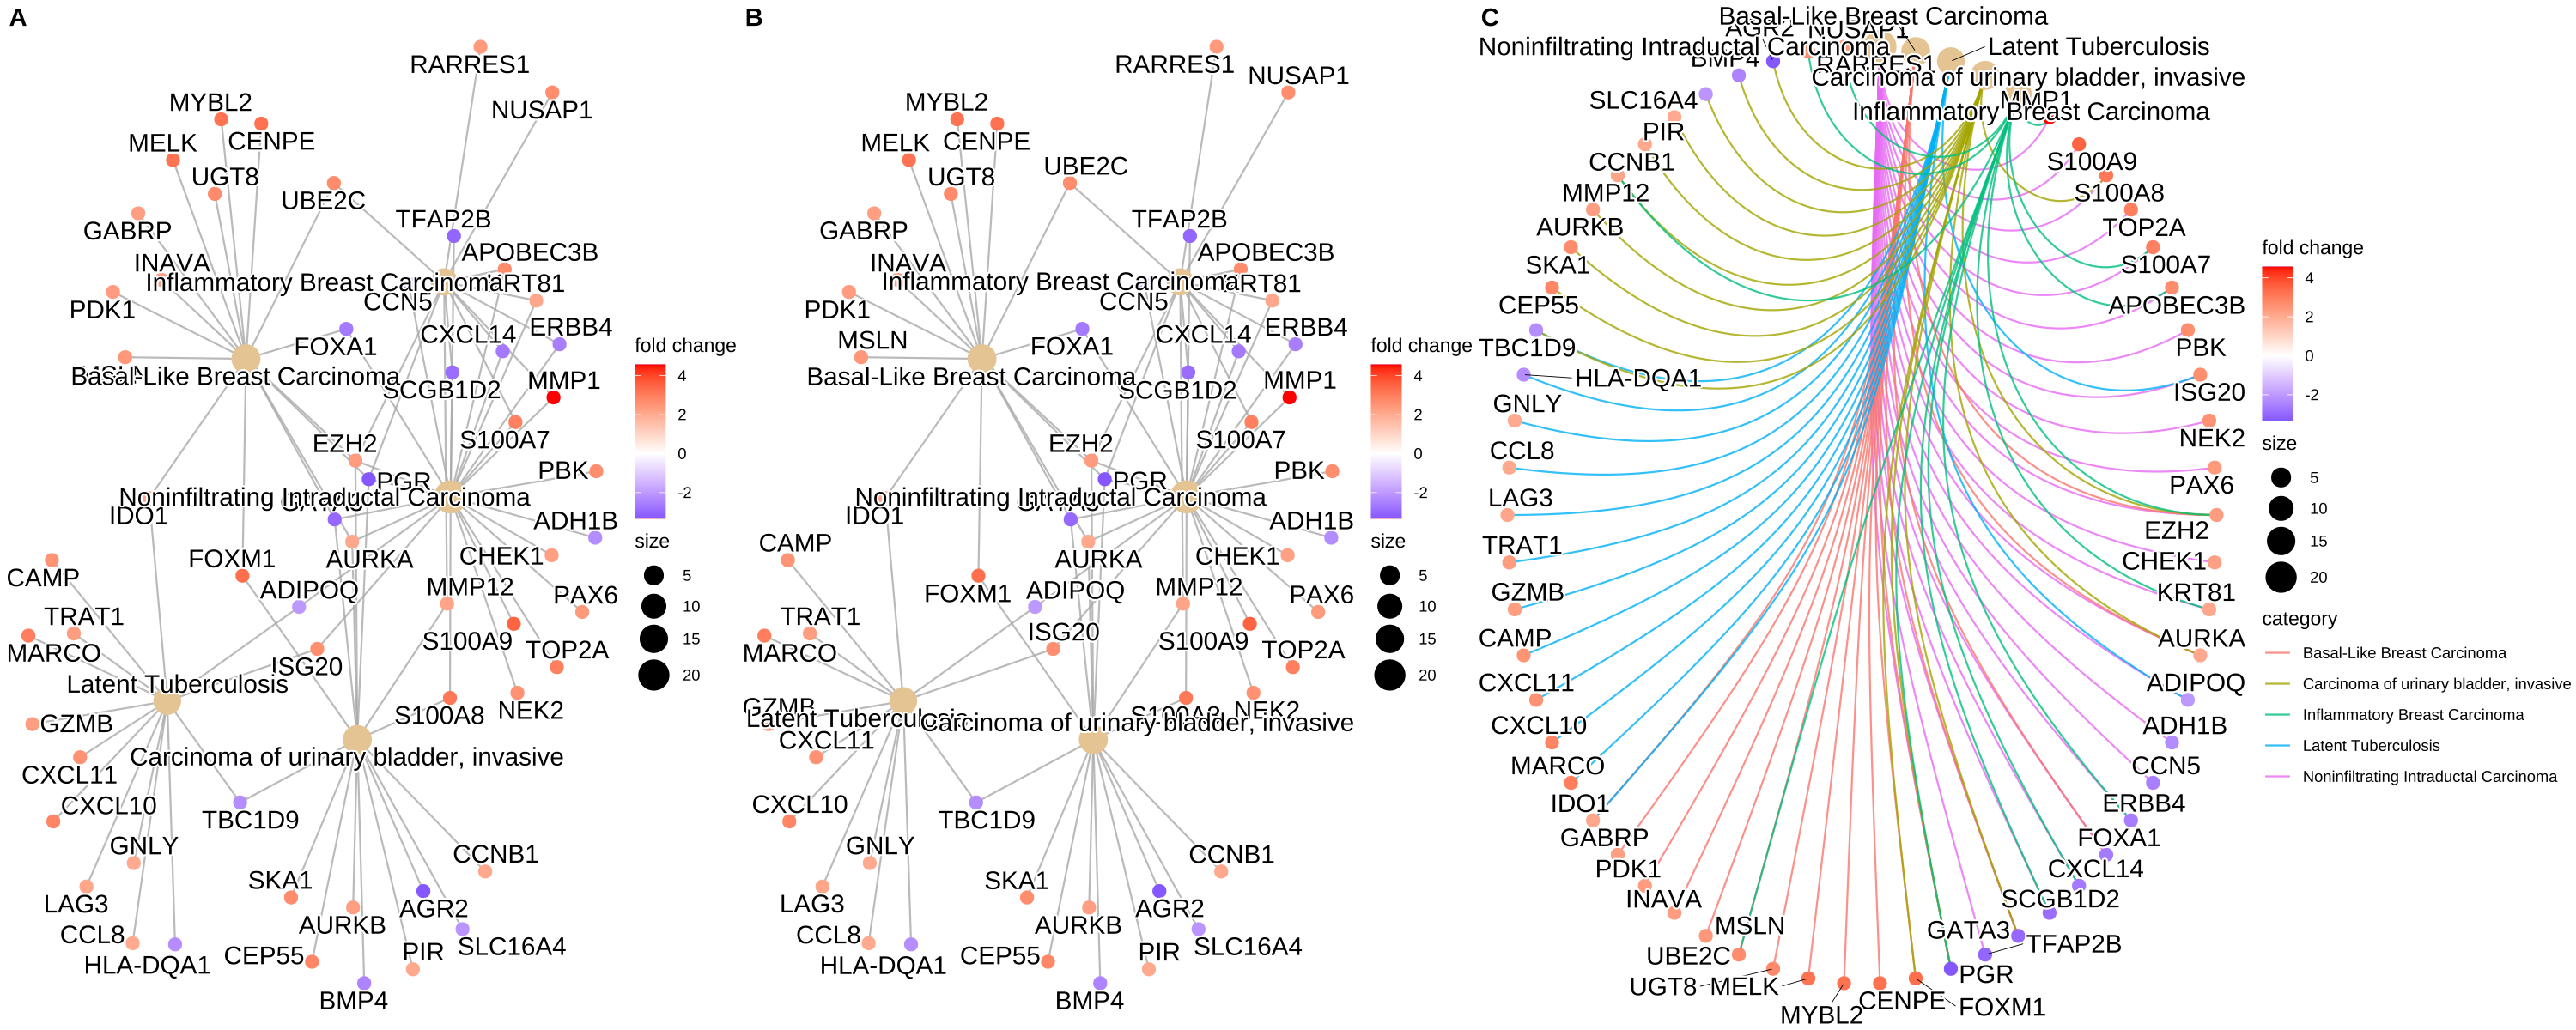 A
RARRES1
NUSAP1
MYBL2
MELK
CENPE
UGT8
UBE2C
GABRP
TFAP2B
APOBEC3B
INAVA
Inflammatory Breast Carcinoma
PDK1
CCN5
CXCL14
ERBB4
FOXA1
Basal-Like Breast Carcinoma
SCGB1D2
MMP1
EZH2
S100A7
PBK
PGR
Noninfiltrating Intraductal Carcinoma
IDO1
ADH1B
CAMP
FOXM1
AURKA
CHEK1
ADIPOQ
MMP12
PAX6
TRAT1
MARCO
S100A9
TOP2A
ISG20
Latent Tuberculosis
GZMB
S100A8
NEK2
Carcinoma of urinary bladder, invasive
CXCL11
CXCL10
TBC1D9
GNLY
CCNB1
SKA1
LAG3
AURKB
AGR2
CCL8
CEP55
PIR
SLC16A4
HLA-DQA1
BMP4
fold change
4
2
0
-2
size
5
10
15
20
B
RARRES1
NUSAP1
MYBL2
MELK
CENPE
UGT8
UBE2C
GABRP
TFAP2B
APOBEC3B
INAVA
Inflammatory Breast Carcinoma
PDK1
CCN5
MSLN
FOXA1
CXCL14
ERBB4
Basal-Like Breast Carcinoma
SCGB1D2
MMP1
EZH2
S100A7
PBK
PGR
Noninfiltrating Intraductal Carcinoma
IDO1
ADH1B
CAMP
AURKA
CHEK1
FOXM1
ADIPOQ
MMP12
PAX6
TRAT1
ISG20
S100A9
MARCO
TOP2A
GZMB
NEK2
Latent Tuberculosis
Carcinoma of urinary bladder, invasive
CXCL11
CXCL10
TBC1D9
GNLY
CCNB1
SKA1
LAG3
AURKB
AGR2
CCL8
CEP55
PIR
SLC16A4
HLA-DQA1
BMP4
fold change
4
2
0
-2
size
5
10
15
20
C
Basal-Like Breast Carcinoma
AGR2
NUSAP1
Noninfiltrating Intraductal Carcinoma
Latent Tuberculosis
BMP4
RARRES1
Carcinoma of urinary bladder, invasive
SLC16A4
MMP1
Inflammatory Breast Carcinoma
PIR
CCNB1
S100A9
MMP12
S100A8
AURKB
TOP2A
SKA1
S100A7
CEP55
APOBEC3B
TBC1D9
PBK
HLA-DQA1
ISG20
GNLY
NEK2
CCL8
PAX6
LAG3
EZH2
TRAT1
CHEK1
GZMB
KRT81
CAMP
AURKA
CXCL11
ADIPOQ
CXCL10
ADH1B
MARCO
CCN5
IDO1
ERBB4
GABRP
FOXA1
PDK1
CXCL14
INAVA
SCGB1D2
MSLN
GATA3
TFAP2B
UBE2C
PGR
UGT8
MELK
MYBL2
CENPE
FOXM1
fold change
4
2
0
-2
size
5
10
15
20
category
Basal-Like Breast Carcinoma
Carcinoma of urinary bladder, invasive
Inflammatory Breast Carcinoma
Latent Tuberculosis
Noninfiltrating Intraductal Carcinoma